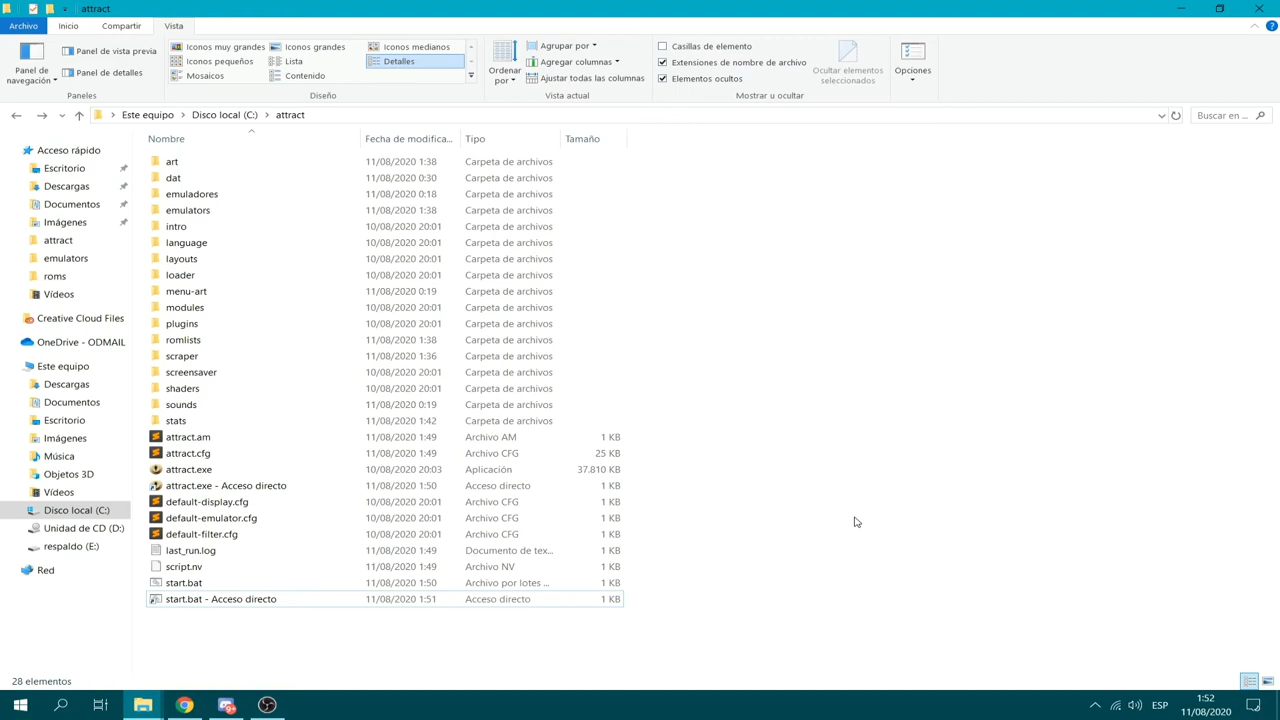 attract
Archivo Inicio Compartir Vista
Panel de navegación
Panel de vista previa
Panel de detalles
Paneles
Iconos muy grandes Iconos grandes Iconos medianos
Iconos pequeños Lista Detalles
Mosaicos Contenido
Diseño
Ordenar por
Agrupar por
Agregar columnas
Ajustar todas las columnas
Vista actual
Casillas de elemento
Extensiones de nombre de archivo
Elementos ocultos
Ocultar elementos seleccionados
Mostrar u ocultar
Opciones
Este equipo > Disco local (C:) > attract
Buscar en ...
Acceso rápido
Escritorio
Descargas
Documentos
Imágenes
attract
emulators
roms
Vídeos
Creative Cloud Files
OneDrive - ODMAIL
Este equipo
Descargas
Documentos
Escritorio
Imágenes
Música
Objetos 3D
Vídeos
Disco local (C:)
Unidad de CD (D:)
respaldo (E:)
Red
Nombre Fecha de modifica... Tipo Tamaño
art 11/08/2020 1:38 Carpeta de archivos
dat 11/08/2020 0:30 Carpeta de archivos
emuladores 11/08/2020 0:18 Carpeta de archivos
emulators 11/08/2020 1:38 Carpeta de archivos
intro 10/08/2020 20:01 Carpeta de archivos
language 10/08/2020 20:01 Carpeta de archivos
layouts 10/08/2020 20:01 Carpeta de archivos
loader 10/08/2020 20:01 Carpeta de archivos
menu-art 11/08/2020 0:19 Carpeta de archivos
modules 10/08/2020 20:01 Carpeta de archivos
plugins 10/08/2020 20:01 Carpeta de archivos
romlists 11/08/2020 1:38 Carpeta de archivos
scraper 11/08/2020 1:36 Carpeta de archivos
screensaver 10/08/2020 20:01 Carpeta de archivos
shaders 10/08/2020 20:01 Carpeta de archivos
sounds 11/08/2020 0:19 Carpeta de archivos
stats 11/08/2020 1:42 Carpeta de archivos
attract.am 11/08/2020 1:49 Archivo AM 1 KB
attract.cfg 11/08/2020 1:49 Archivo CFG 25 KB
attract.exe 10/08/2020 20:03 Aplicación 37.810 KB
attract.exe - Acceso directo 11/08/2020 1:50 Acceso directo 1 KB
default-display.cfg 10/08/2020 20:01 Archivo CFG 1 KB
default-emulator.cfg 10/08/2020 20:01 Archivo CFG 1 KB
default-filter.cfg 10/08/2020 20:01 Archivo CFG 1 KB
last_run.log 11/08/2020 1:49 Documento de tex... 1 KB
script.nv 11/08/2020 1:49 Archivo NV 1 KB
start.bat 11/08/2020 1:50 Archivo por lotes ... 1 KB
start.bat - Acceso directo 11/08/2020 1:51 Acceso directo 1 KB
28 elementos
ESP
1:52
11/08/2020